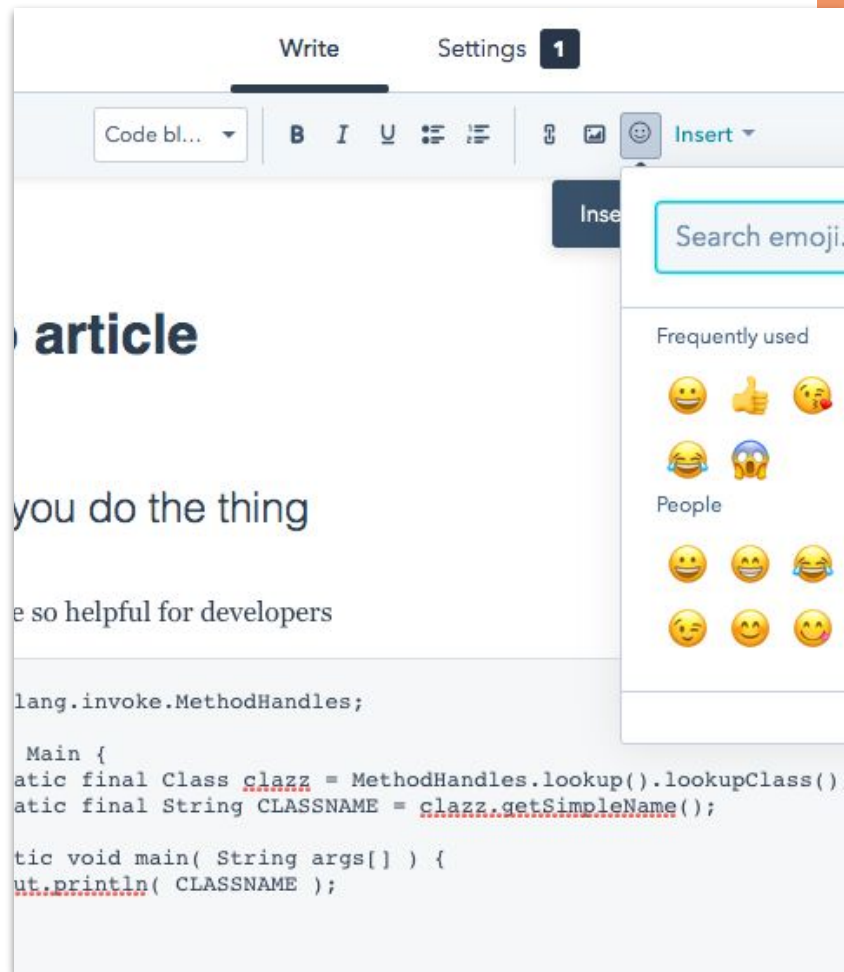 Write Settings 1
Code bl... B I U Insert
Inse
Search emoji.
article
Frequently used
you do the thing
People
e so helpful for developers
lang.invoke.MethodHandles;
Main {
atic final Class clazz = MethodHandles.lookup().lookupClass()
atic final String CLASSNAME = clazz.getSimpleName();
tic void main( String args[] ) {
ut.println( CLASSNAME );